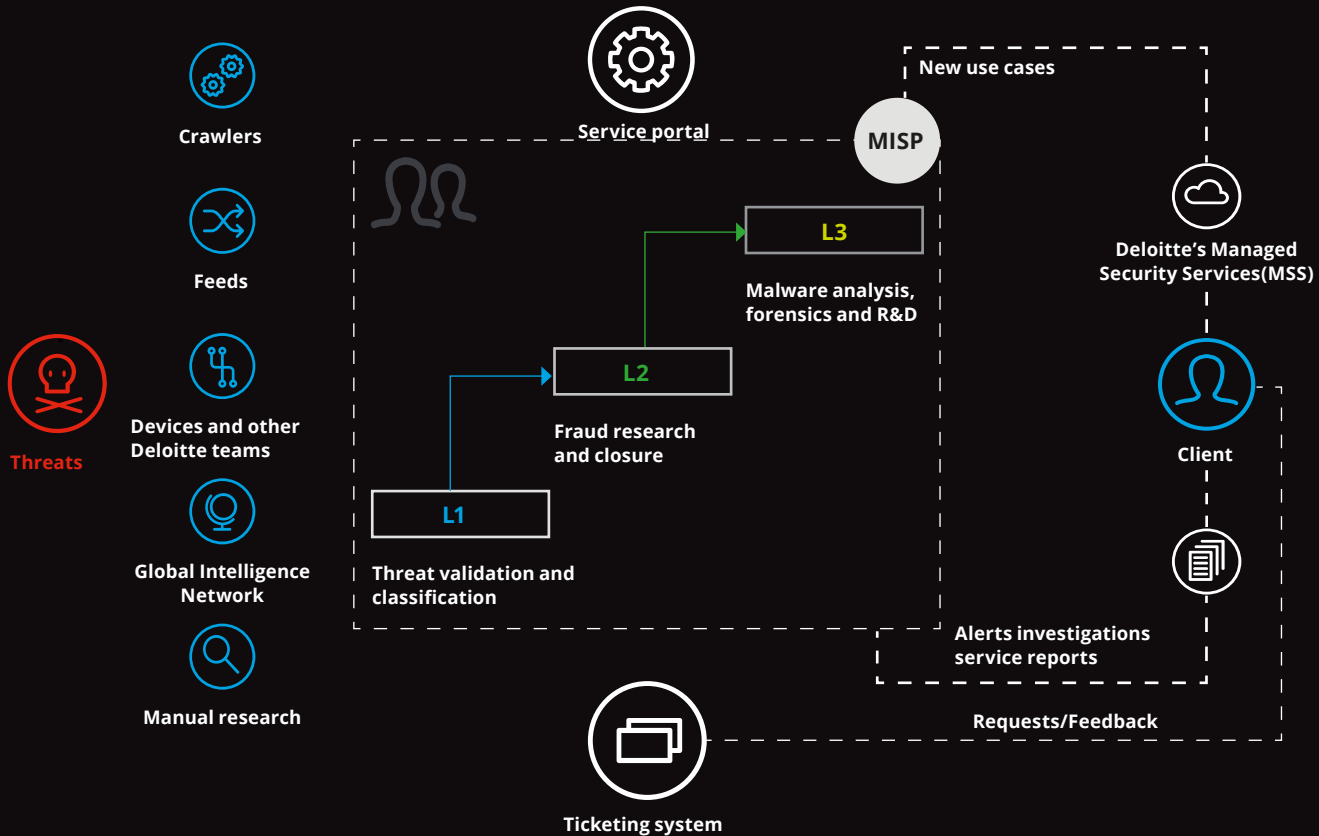 Crawlers
Feeds
Devices and other
Deloitte teams
Threats
Global Intelligence
Network
Manual research
Service portal
MISP
New use cases
L3
Malware analysis,
forensics and R&D
L2
Fraud research
and closure
L1
Threat validation and
classification
Deloitte’s Managed
Security Services(MSS)
Client
Alerts investigations
service reports
Requests/Feedback
Ticketing system